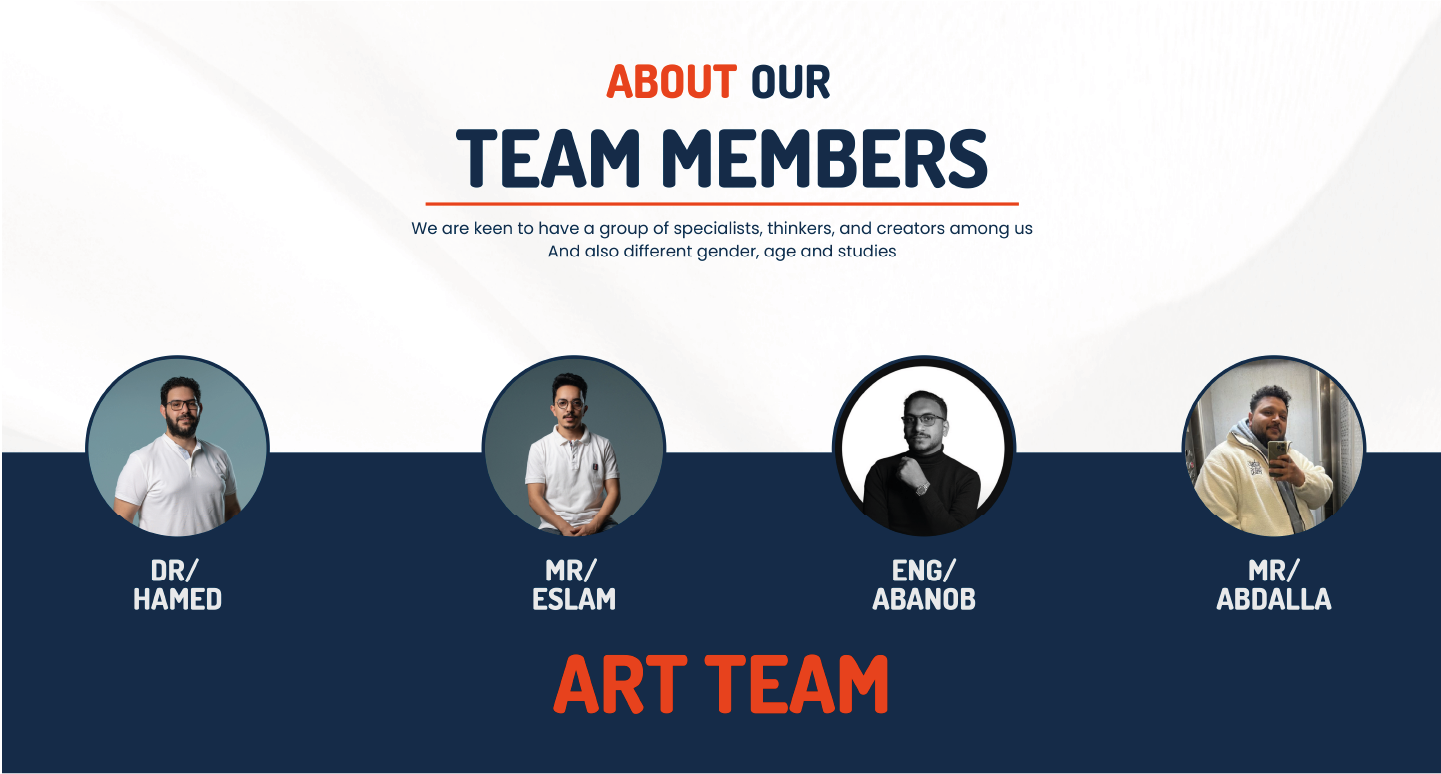 ABOUT OUR
TEAM MEMBERS
We are keen to have a group of specialists, thinkers, and creators among us
And also different gender, age and studies
DR/
HAMED
MR/
ESLAM
ENG/
ABANOB
MR/
ABDALLA
ART TEAM